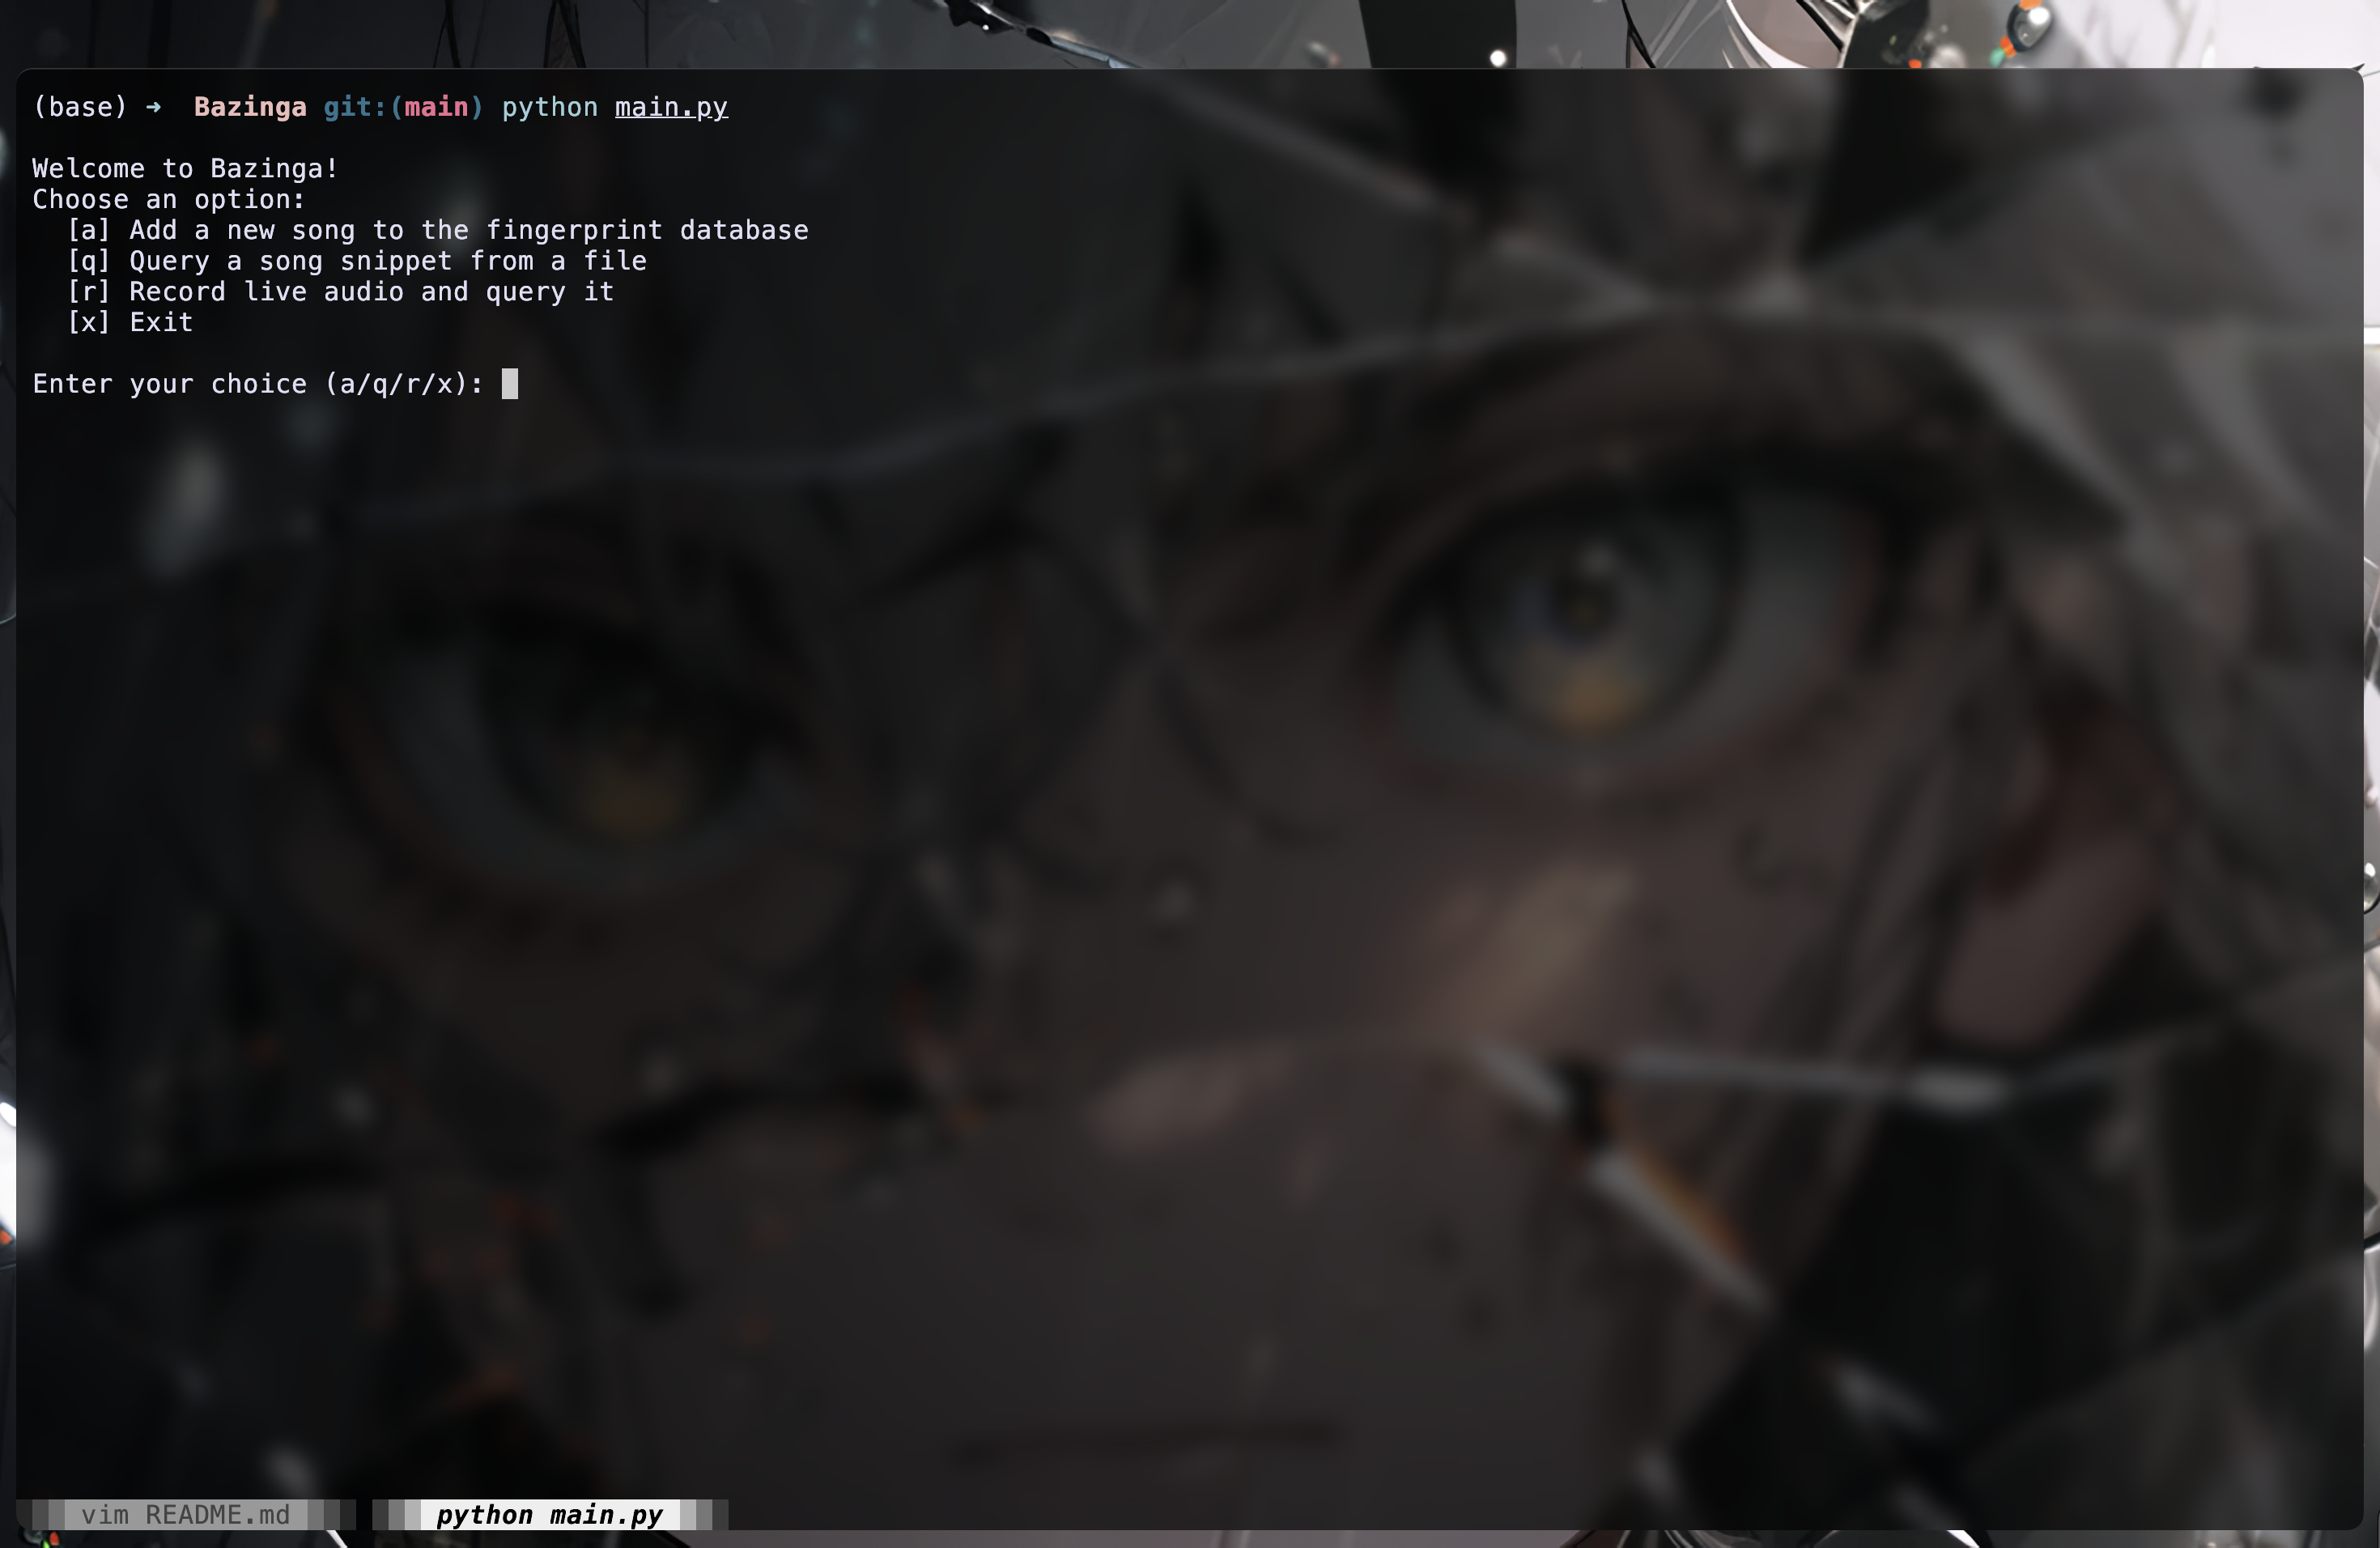 (base) ➜  Bazinga git:(main) python main.py
Welcome to Bazinga!
Choose an option:
  [a] Add a new song to the fingerprint database
  [q] Query a song snippet from a file
  [r] Record live audio and query it
  [x] Exit
Enter your choice (a/q/r/x):
vim README.md  python main.py